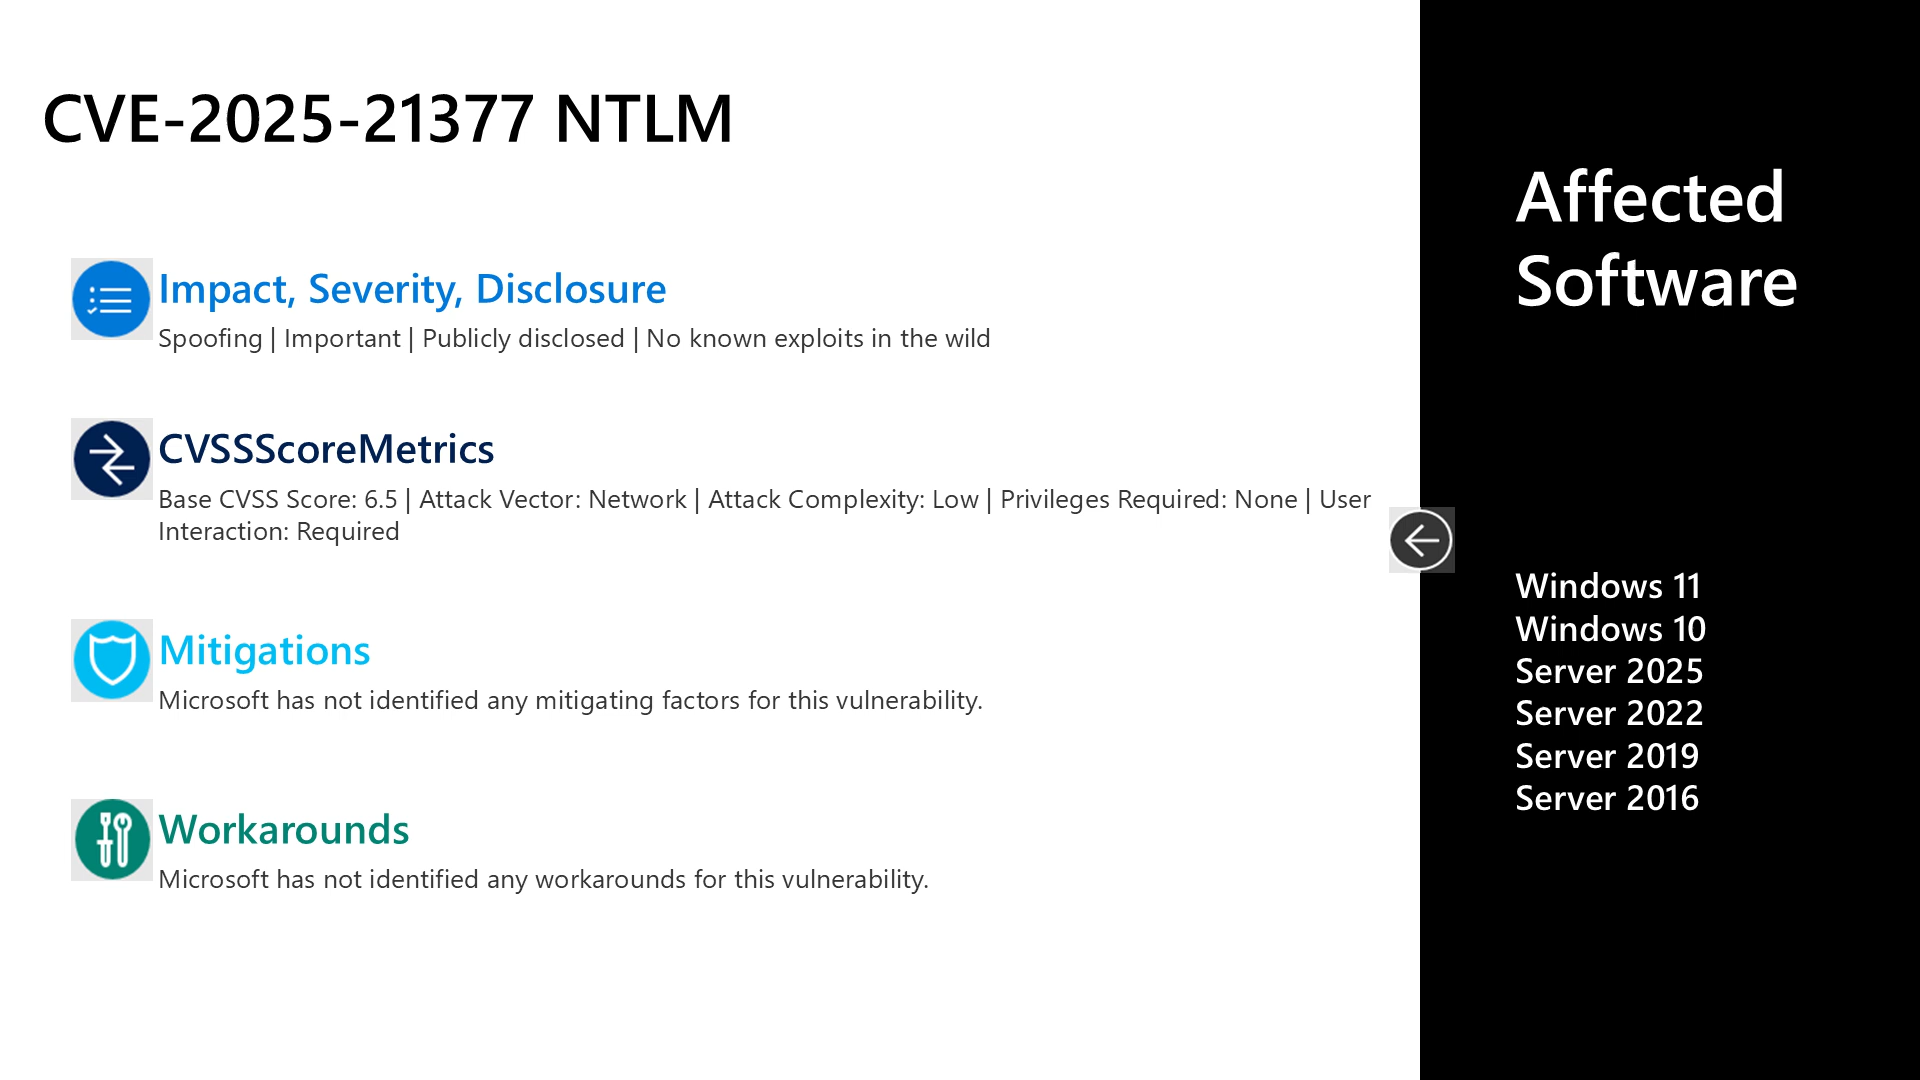 CVE-2025-21377 NTLM
Impact, Severity, Disclosure
Spoofing | Important | Publicly disclosed | No known exploits in the wild
CVSSScoreMetrics
Base CVSS Score: 6.5 | Attack Vector: Network | Attack Complexity: Low | Privileges Required: None | User
Interaction: Required
Mitigations
Microsoft has not identified any mitigating factors for this vulnerability.
Workarounds
Microsoft has not identified any workarounds for this vulnerability.
Affected
Software
Windows 11
Windows 10
Server 2025
Server 2022
Server 2019
Server 2016